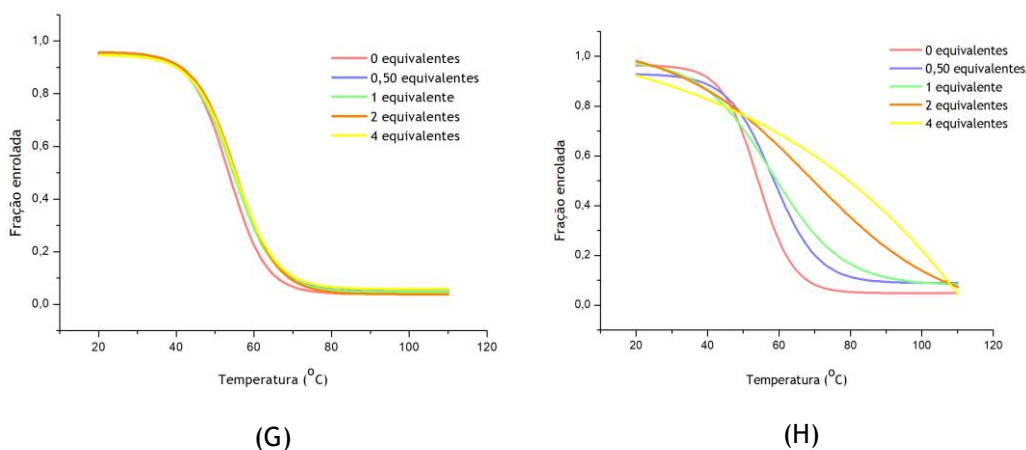 1,0
0,8
0,6
0,4
0,2
0,0
Fração enrolada
0 equivalentes
0,50 equivalentes
1 equivalente
2 equivalentes
4 equivalentes
20 40 60 80 100 120
Temperatura (°C)
(G)
1,0
0,8
0,6
0,4
0,2
0,0
Fração enrolada
0 equivalentes
0,50 equivalentes
1 equivalente
2 equivalentes
4 equivalentes
20 40 60 80 100 120
Temperatura (°C)
(H)